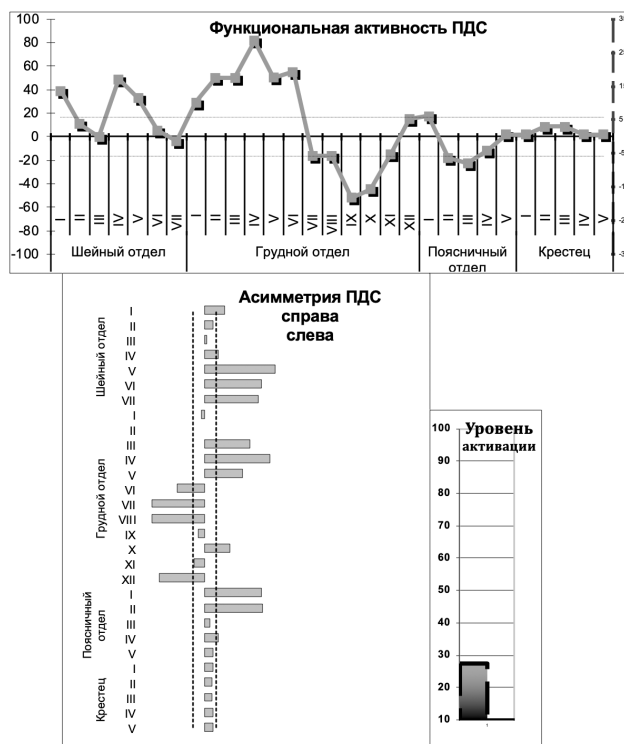 Функциональная активность ПДС
100
80
60
40
20
0
-20
-40
-60
-80
-100
I II III IV V VI VII I II III IV V VI VII VIII IX X XI XII I II III IV V I II III IV V
Шейный отдел Грудной отдел Поясничный отдел Крестец
Асимметрия ПДС
справа
слева
Шейный отдел
I
II
III
IV
V
VI
VII
Грудной отдел
I
II
III
IV
V
VI
VII
VIII
IX
X
XI
XII
Поясничный
отдел
I
II
III
IV
V
Крестец
I
II
III
IV
V
Уровень
активации
100
90
80
70
60
50
40
30
20
10